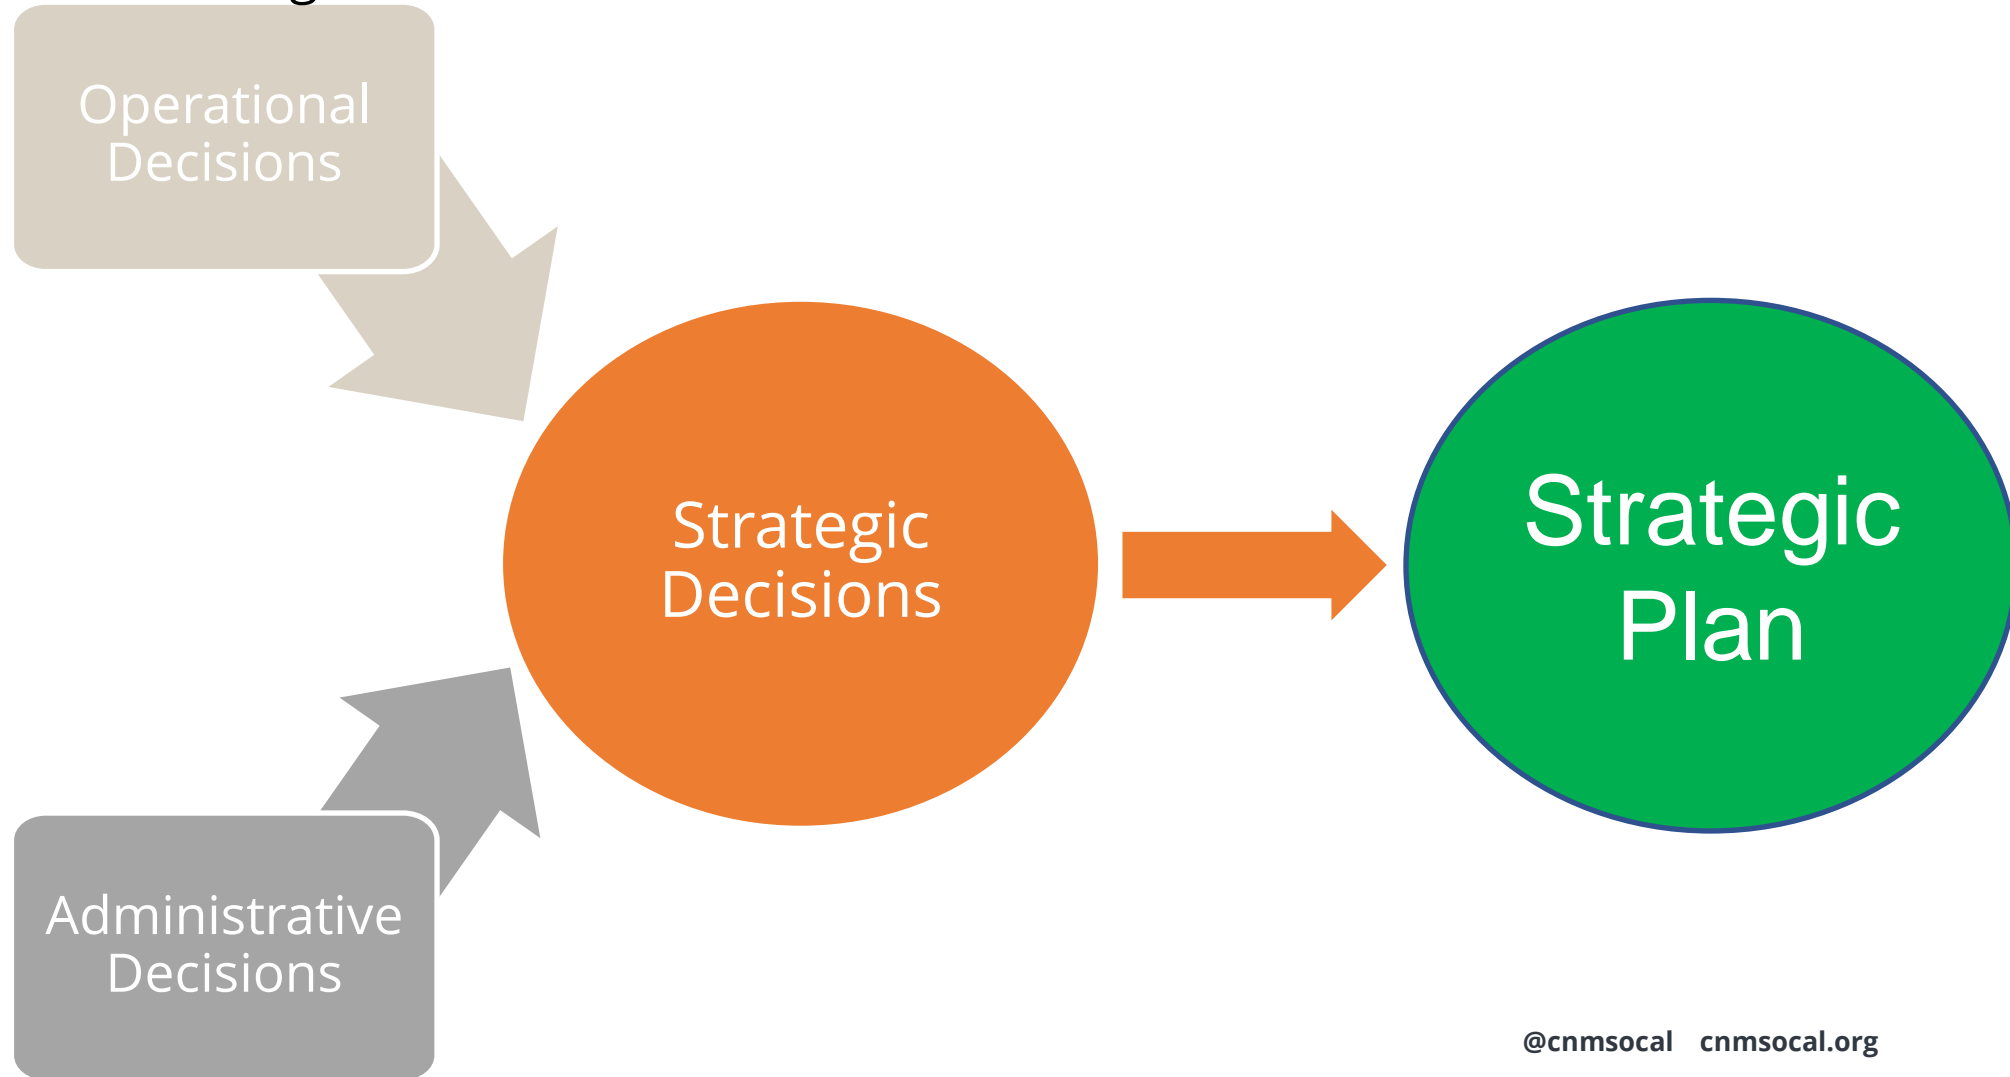 Operational
Decisions
Strategic
Decisions
Strategic
Plan
Administrative
Decisions
@cnmsocal cnmsocal.org